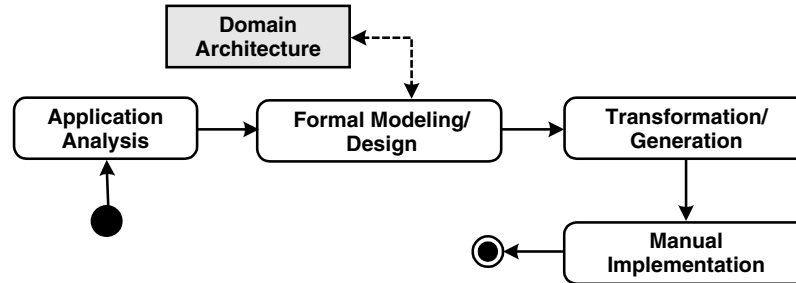 Domain
Architecture
Application
Analysis
Formal Modeling/
Design
Transformation/
Generation
Manual
Implementation